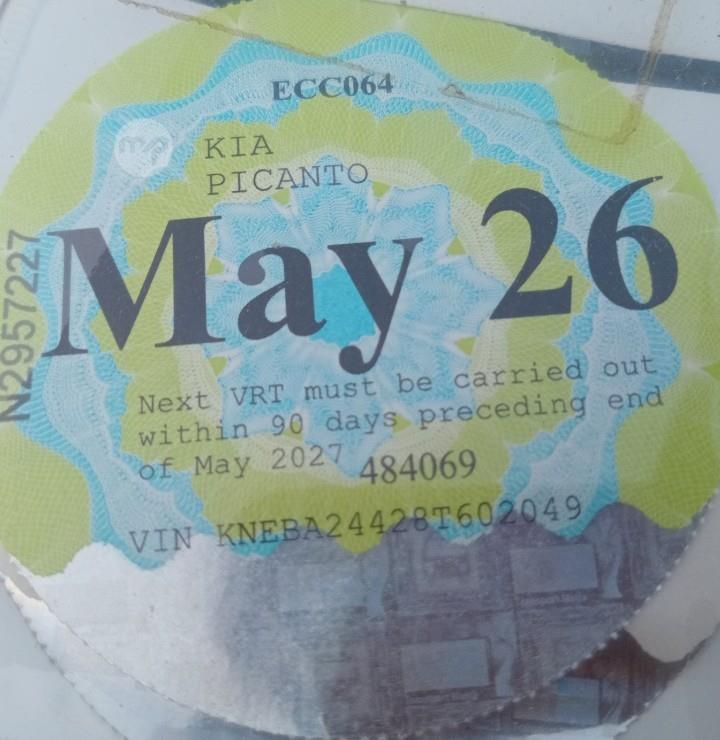 ECC064
mp
KIA
PICANTO
May 26
N2957227
Next VRT must be carried out
within 90 days preceding end
of May 2027 484069
VIN KNEBA24428T602049